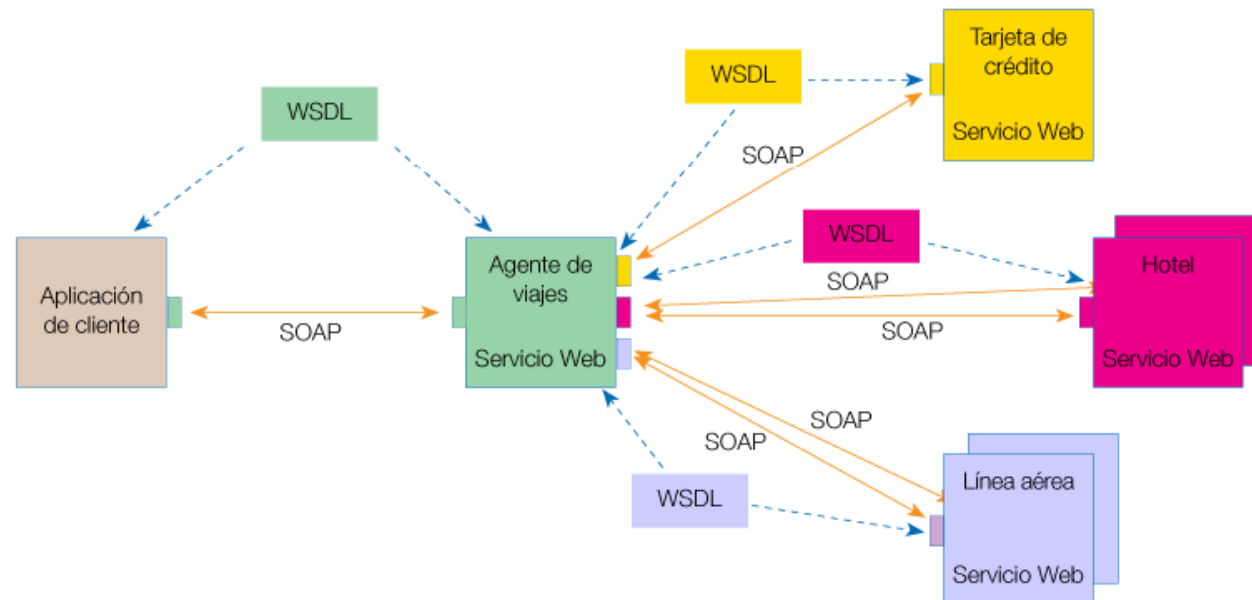 Tarjeta de
crédito
Servicio Web
WSDL
SOAP
WSDL
WSDL
Hotel
Servicio Web
SOAP
SOAP
Aplicación
de cliente
SOAP
Agente de
viajes
Servicio Web
SOAP
SOAP
WSDL
Línea aérea
Servicio Web